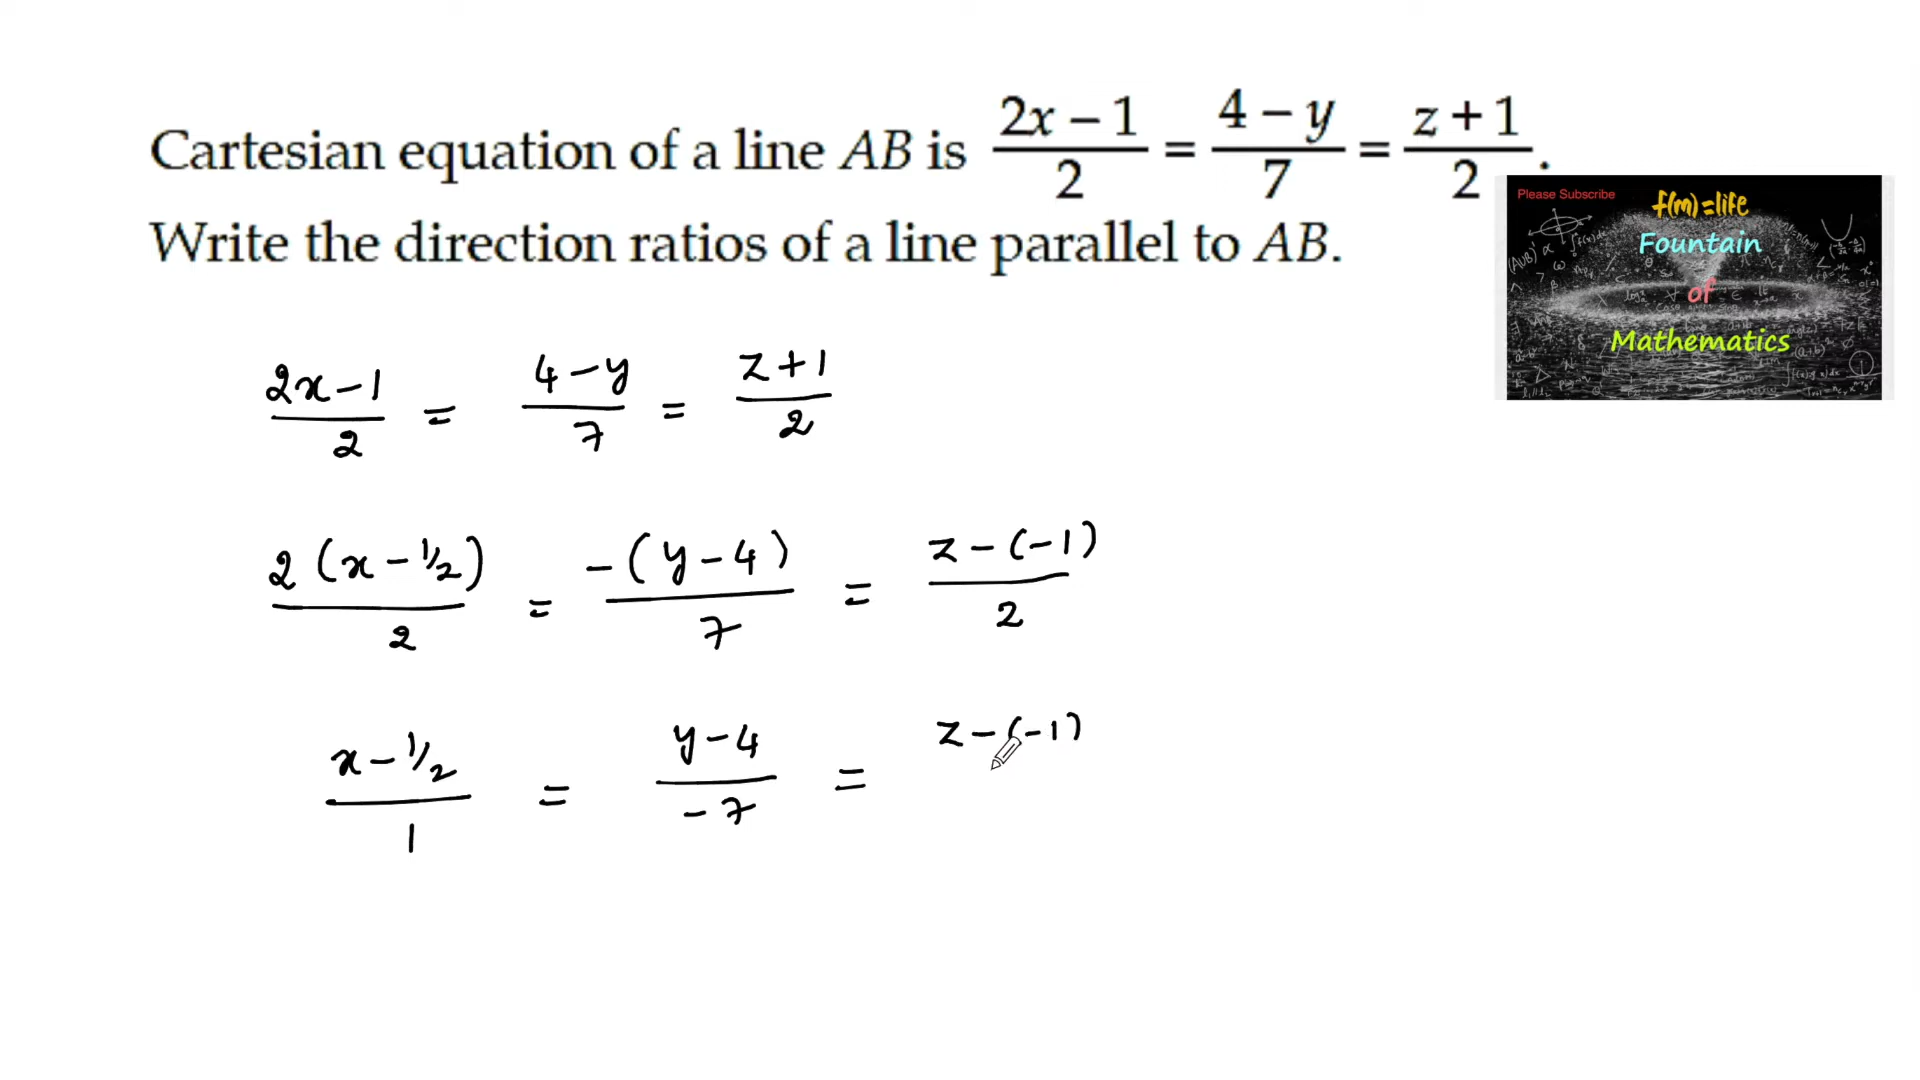 Cartesian equation of a line AB is (2x − 1)/2 = (4 − y)/7 = (z + 1)/2.
Write the direction ratios of a line parallel to AB.
Please Subscribe
f(m)=life
Fountain
of
Mathematics
(2x − 1)/2 = (4 − y)/7 = (z + 1)/2
2(x − 1/2)/2 = −(y − 4)/7 = (z − (−1))/2
(x − 1/2)/1 = (y − 4)/−7 = z − (−1)